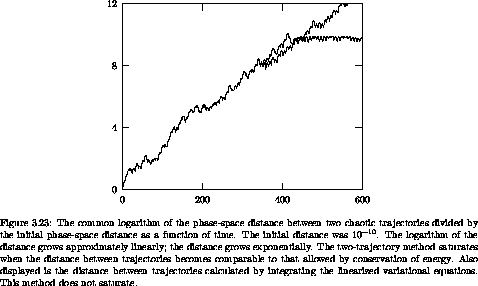 12
8
4
0
0 200 400 600
Figure 3.23: The common logarithm of the phase-space distance between two chaotic trajectories divided by
the initial phase-space distance as a function of time. The initial distance was 10−10. The logarithm of the
distance grows approximately linearly; the distance grows exponentially. The two-trajectory method saturates
when the distance between trajectories becomes comparable to that allowed by conservation of energy. Also
displayed is the distance between trajectories calculated by integrating the linearized variational equations.
This method does not saturate.